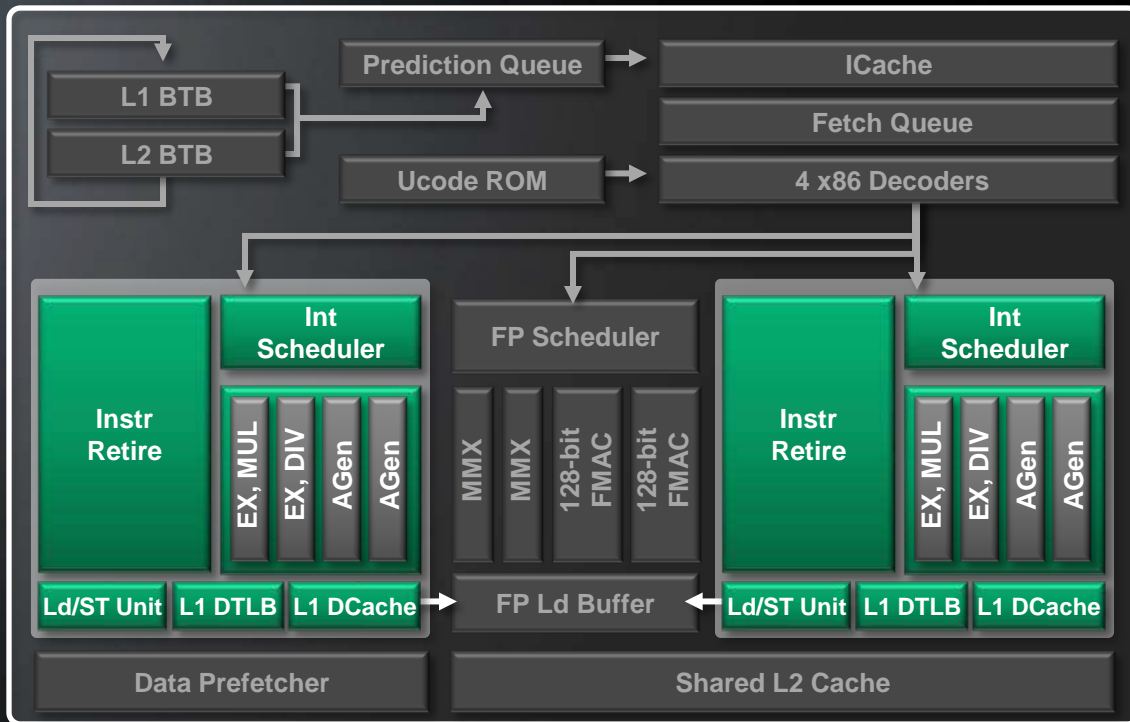 L1 BTB
L2 BTB
Prediction Queue
Ucode ROM
ICache
Fetch Queue
4 x86 Decoders
Instr
Retire
Int
Scheduler
EX, MUL
EX, DIV
AGen
AGen
Ld/ST Unit
L1 DTLB
L1 DCache
FP Scheduler
MMX
MMX
128-bit
FMAC
128-bit
FMAC
FP Ld Buffer
Instr
Retire
Int
Scheduler
EX, MUL
EX, DIV
AGen
AGen
Ld/ST Unit
L1 DTLB
L1 DCache
Data Prefetcher
Shared L2 Cache